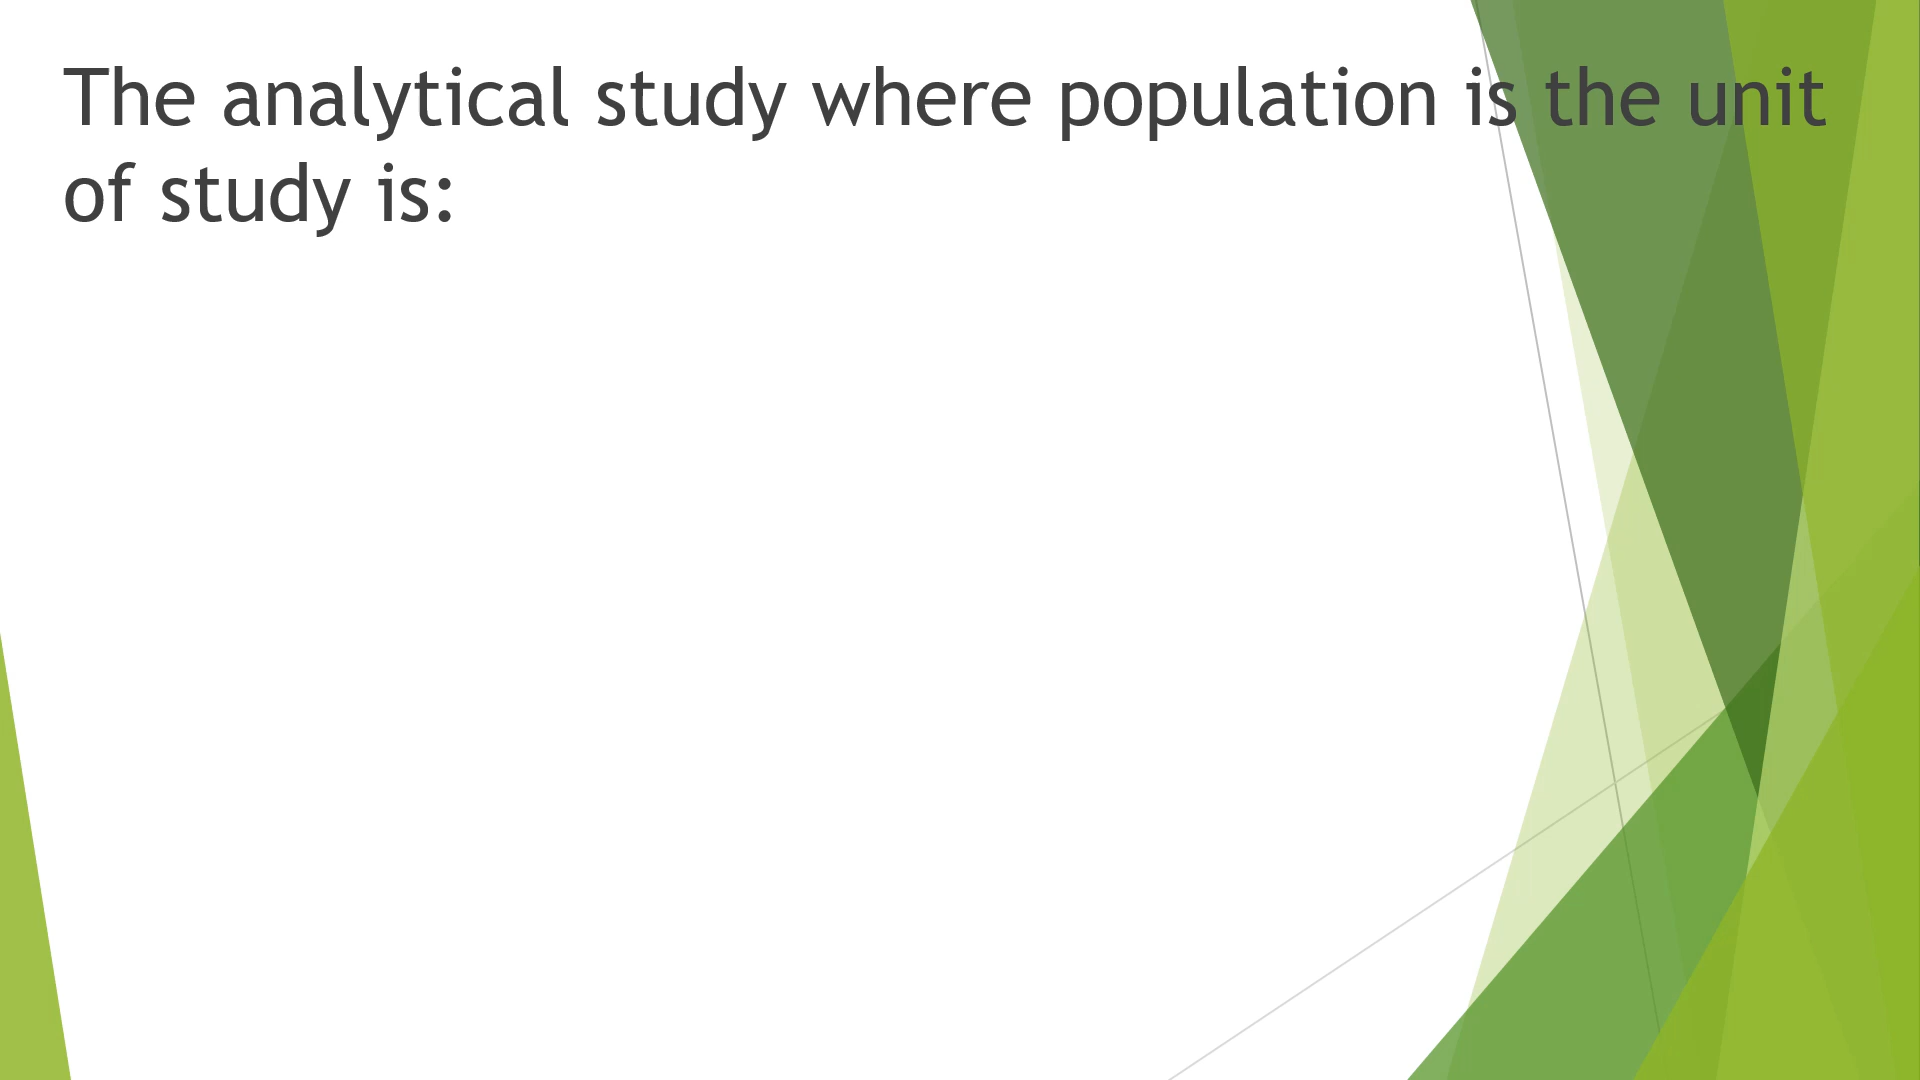 The analytical study where population is the unit
of study is: